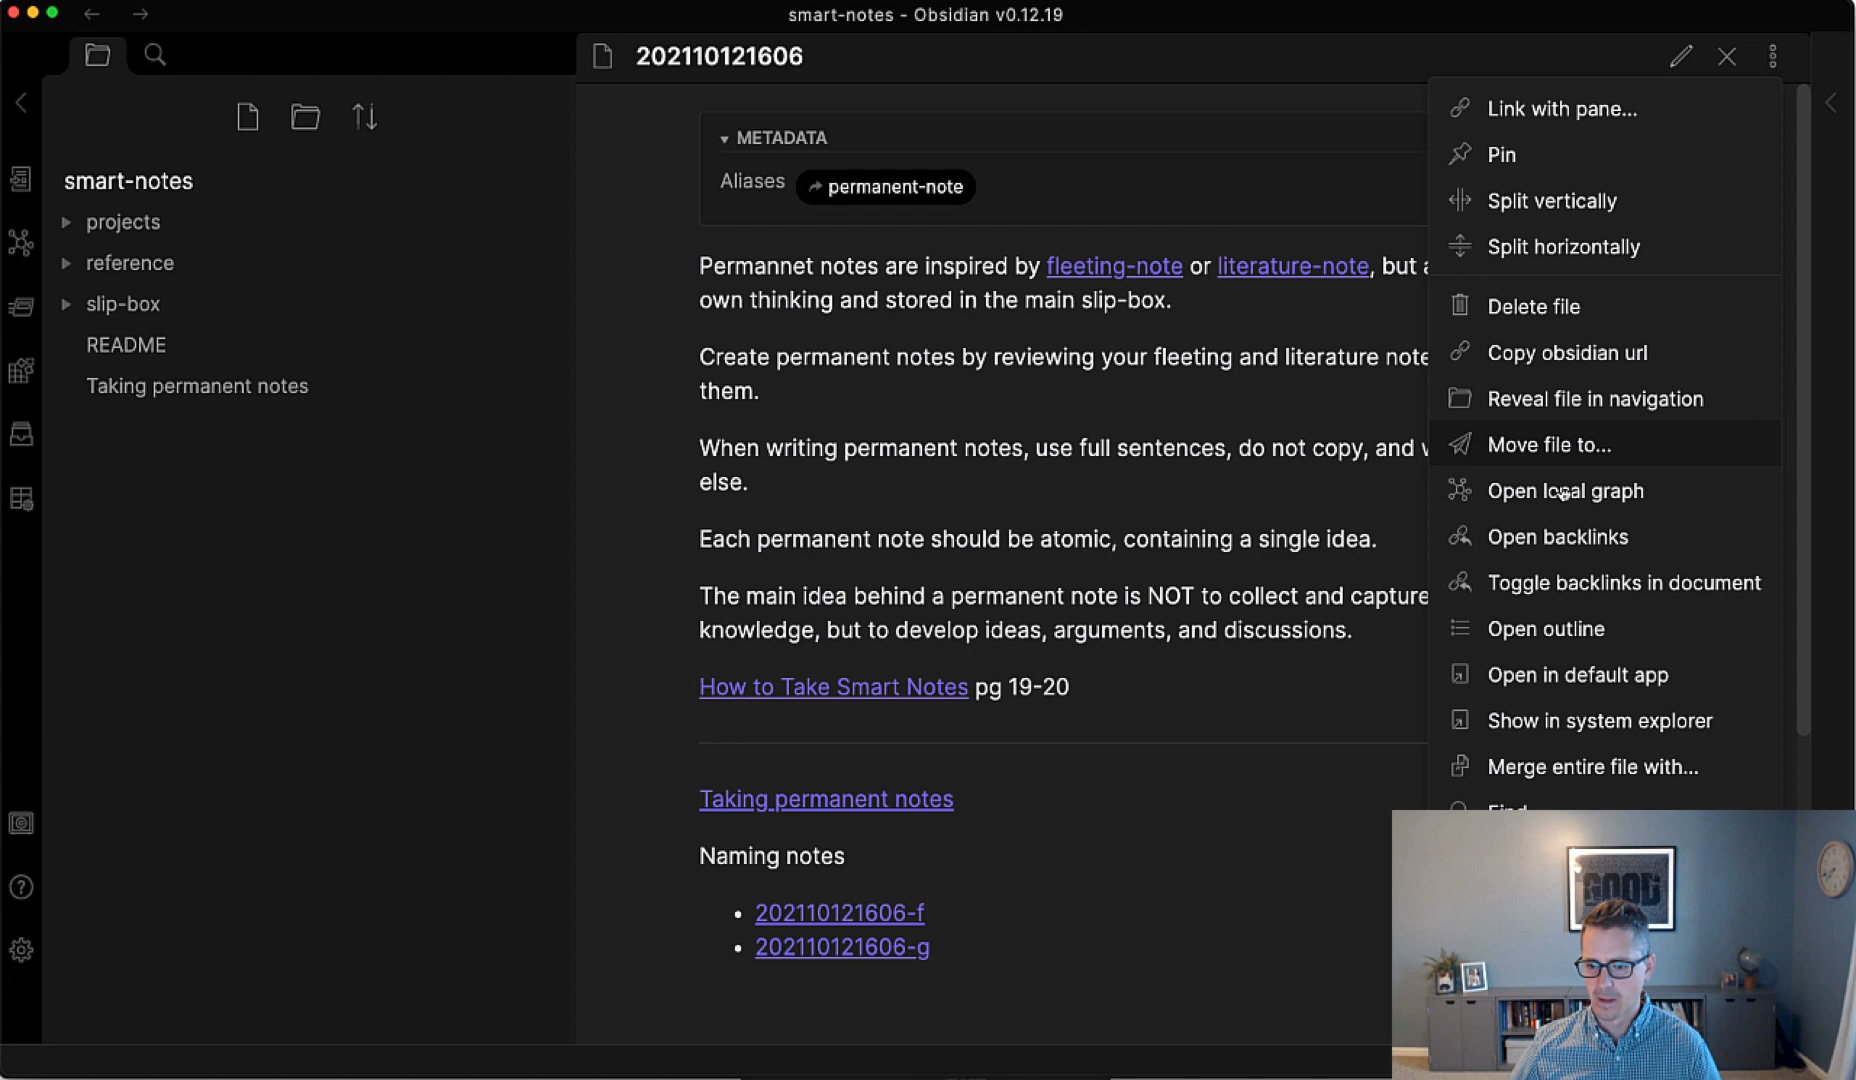 smart-notes - Obsidian v0.12.19
202110121606
smart-notes
projects
reference
slip-box
README
Taking permanent notes
METADATA
Aliases permanent-note
Permannet notes are inspired by fleeting-note or literature-note, but
own thinking and stored in the main slip-box.
Create permanent notes by reviewing your fleeting and literature note
them.
When writing permanent notes, use full sentences, do not copy, and
else.
Each permanent note should be atomic, containing a single idea.
The main idea behind a permanent note is NOT to collect and capture
knowledge, but to develop ideas, arguments, and discussions.
How to Take Smart Notes pg 19-20
Taking permanent notes
Naming notes
202110121606-f
202110121606-g
Link with pane...
Pin
Split vertically
Split horizontally
Delete file
Copy obsidian url
Reveal file in navigation
Move file to...
Open local graph
Open backlinks
Toggle backlinks in document
Open outline
Open in default app
Show in system explorer
Merge entire file with...
Find
GOOD